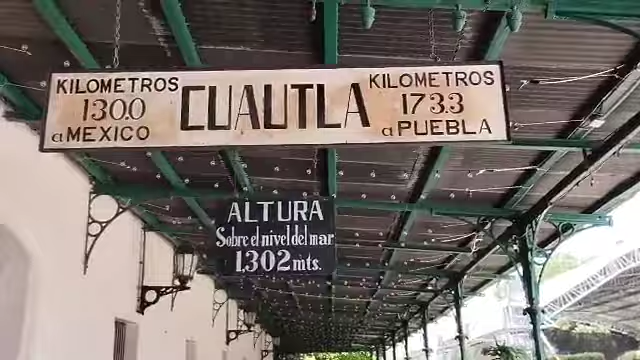 KILOMETROS
130.0
a MEXICO
CUAUTLA
KILOMETROS
173.3
a PUEBLA
ALTURA
Sobre el nivel del mar
1,302 mts.